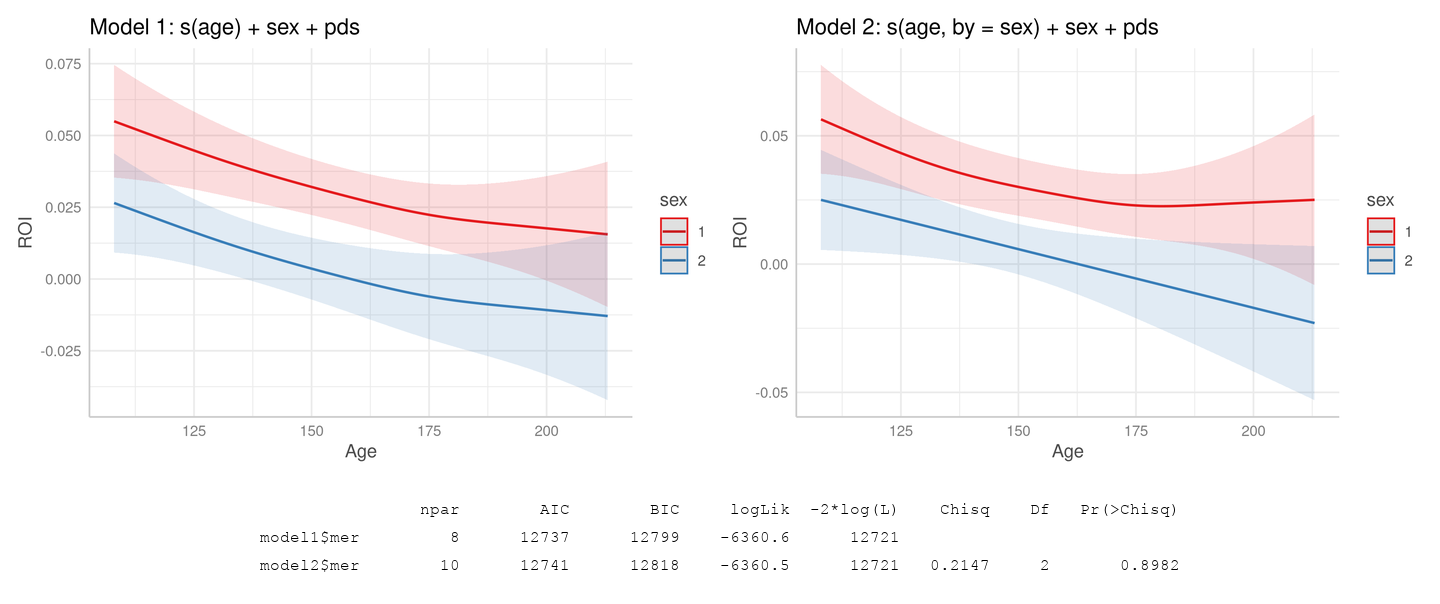 Model 1: s(age) + sex + pds
0.075
0.050
0.025
0.000
-0.025
ROI
125 150 175 200
Age
sex
1
2
Model 2: s(age, by = sex) + sex + pds
0.05
0.00
-0.05
ROI
125 150 175 200
Age
sex
1
2
npar AIC BIC logLik -2*log(L) Chisq Df Pr(>Chisq)
model1$mer 8 12737 12799 -6360.6 12721
model2$mer 10 12741 12818 -6360.5 12721 0.2147 2 0.8982